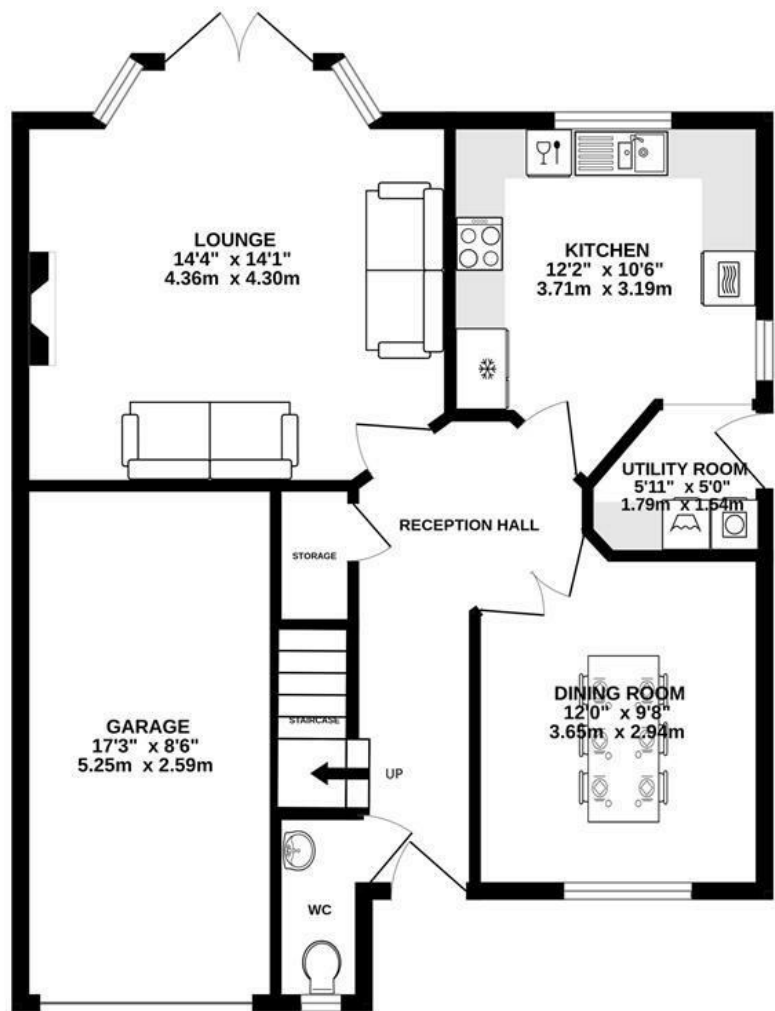 LOUNGE
14'4" x 14'1"
4.36m x 4.30m
KITCHEN
12'2" x 10'6"
3.71m x 3.19m
UTILITY ROOM
5'11" x 5'0"
1.79m x 1.54m
RECEPTION HALL
STORAGE
GARAGE
17'3" x 8'6"
5.25m x 2.59m
STAIRCASE
UP
DINING ROOM
12'0" x 9'8"
3.65m x 2.94m
WC